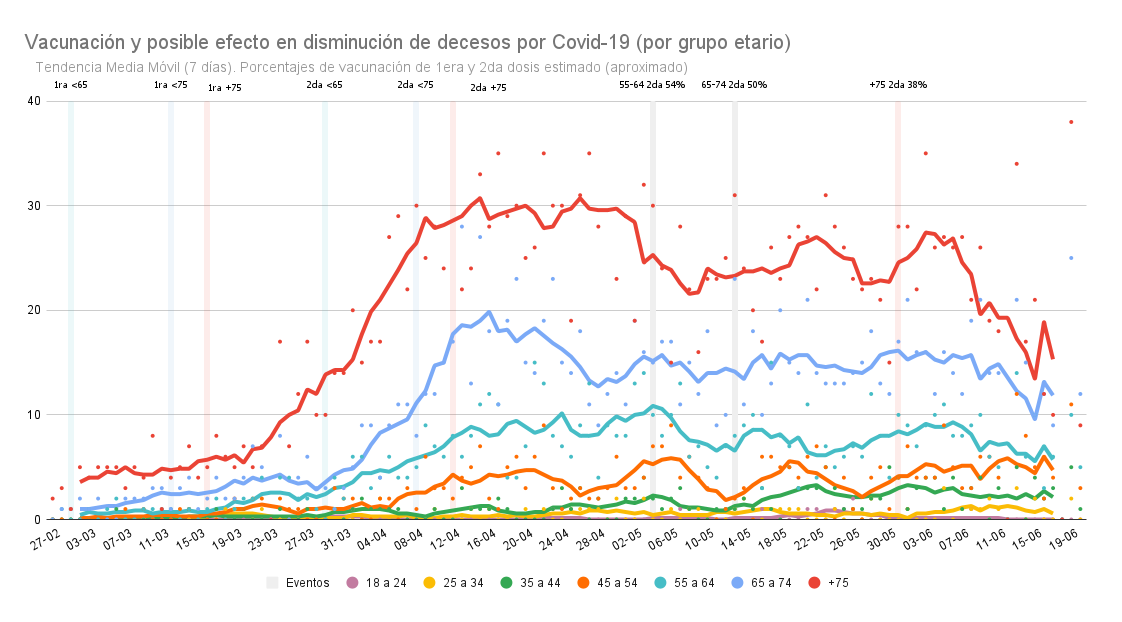 Vacunación y posible efecto en disminución de decesos por Covid-19 (por grupo etario)
Tendencia Media Móvil (7 días). Porcentajes de vacunación de 1era y 2da dosis estimado (aproximado)
1ra <65 1ra <75 1ra +75 2da <65 2da <75 2da +75 55-64 2da 54% 65-74 2da 50% +75 2da 38%
40
30
20
10
0
27-02 03-03 07-03 11-03 15-03 19-03 23-03 27-03 31-03 04-04 08-04 12-04 16-04 20-04 24-04 28-04 02-05 06-05 10-05 14-05 18-05 22-05 26-05 30-05 03-06 07-06 11-06 15-06 19-06
Eventos 18 a 24 25 a 34 35 a 44 45 a 54 55 a 64 65 a 74 +75